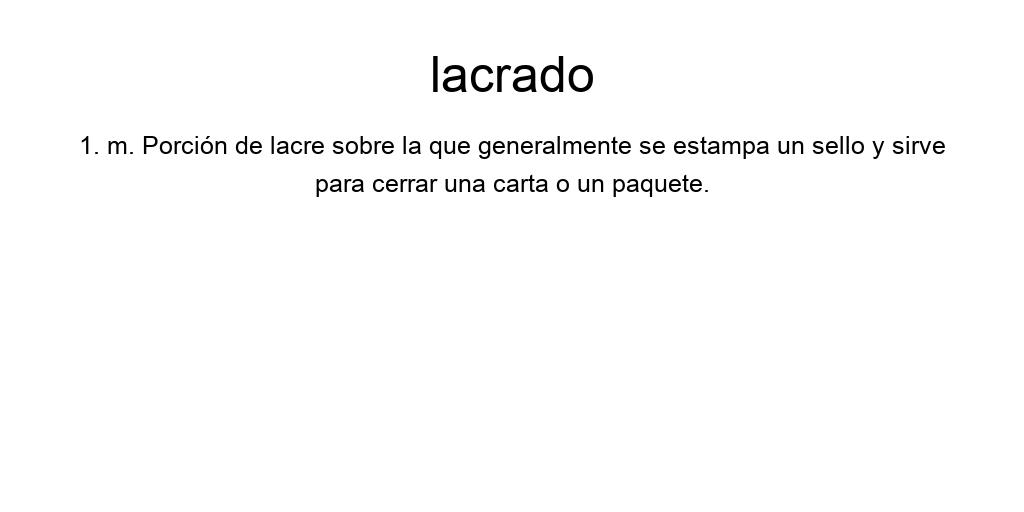 lacrado
1. m. Porción de lacre sobre la que generalmente se estampa un sello y sirve
para cerrar una carta o un paquete.